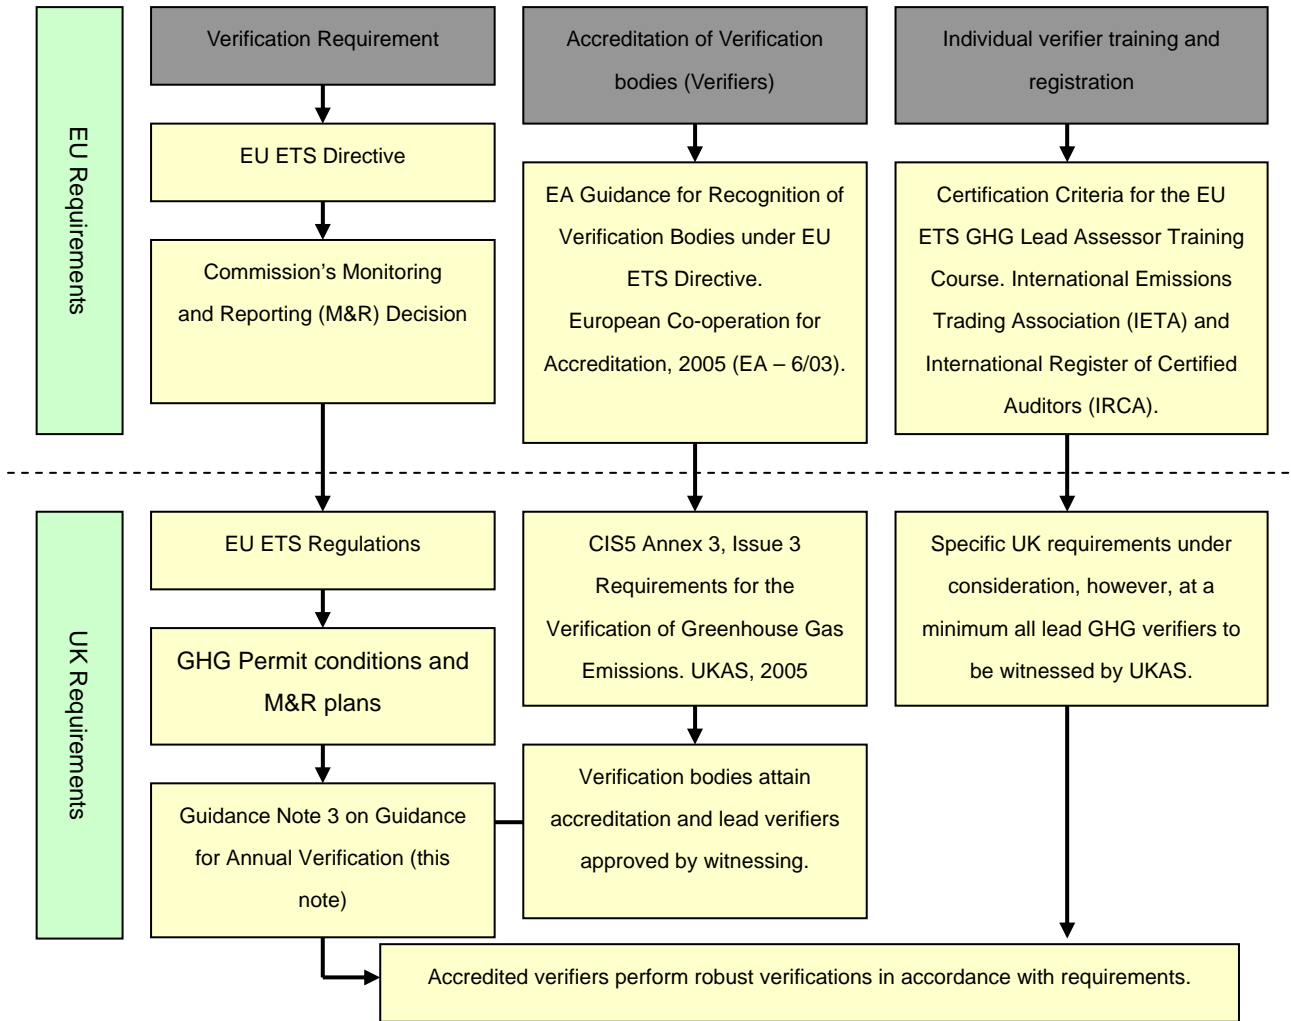 EU Requirements
Verification Requirement
EU ETS Directive
Commission’s Monitoring
and Reporting (M&R) Decision
Accreditation of Verification
bodies (Verifiers)
EA Guidance for Recognition of
Verification Bodies under EU
ETS Directive.
European Co-operation for
Accreditation, 2005 (EA – 6/03).
Individual verifier training and
registration
Certification Criteria for the EU
ETS GHG Lead Assessor Training
Course. International Emissions
Trading Association (IETA) and
International Register of Certified
Auditors (IRCA).
UK Requirements
EU ETS Regulations
GHG Permit conditions and
M&R plans
Guidance Note 3 on Guidance
for Annual Verification (this
note)
CIS5 Annex 3, Issue 3
Requirements for the
Verification of Greenhouse Gas
Emissions. UKAS, 2005
Verification bodies attain
accreditation and lead verifiers
approved by witnessing.
Specific UK requirements under
consideration, however, at a
minimum all lead GHG verifiers to
be witnessed by UKAS.
Accredited verifiers perform robust verifications in accordance with requirements.